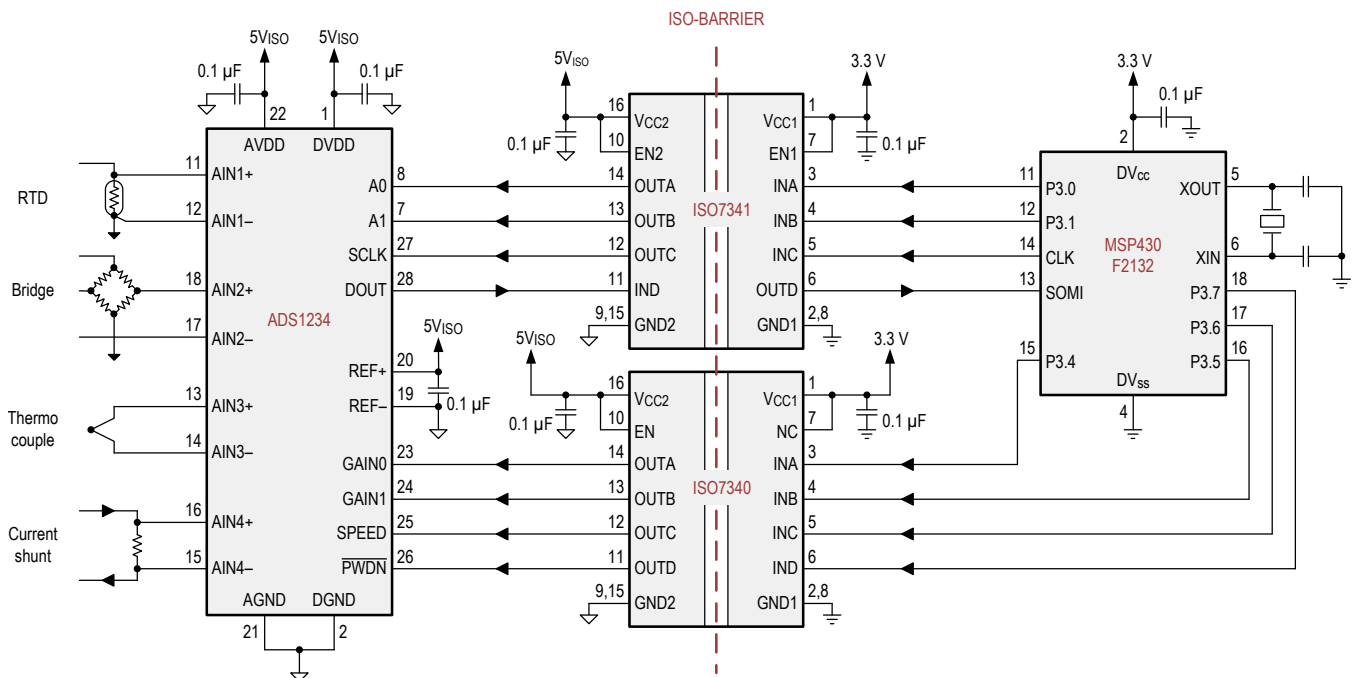 ISO-BARRIER
5VISO
5VISO
0.1 µF
0.1 µF
22
1
AVDD
DVDD
RTD
11
AIN1+
12
AIN1–
Bridge
18
AIN2+
17
AIN2–
Thermo
couple
13
AIN3+
14
AIN3–
Current
shunt
16
AIN4+
15
AIN4–
ADS1234
A0
8
A1
7
SCLK
27
DOUT
28
REF+
20
REF–
19
5VISO
0.1 µF
GAIN0
23
GAIN1
24
SPEED
25
PWDN
26
AGND
DGND
21
2
5VISO
0.1 µF
16
VCC2
10
EN2
14
OUTA
13
OUTB
12
OUTC
11
IND
9,15
GND2
ISO7341
3.3 V
0.1 µF
VCC1
1
EN1
7
INA
3
INB
4
INC
5
OUTD
6
GND1
2,8
5VISO
0.1 µF
16
VCC2
10
EN
14
OUTA
13
OUTB
12
OUTC
11
OUTD
9,15
GND2
ISO7340
3.3 V
0.1 µF
VCC1
1
NC
7
INA
3
INB
4
INC
5
IND
6
GND1
2,8
3.3 V
0.1 µF
2
DVcc
11
P3.0
12
P3.1
14
CLK
13
SOMI
15
P3.4
MSP430
F2132
XOUT
5
XIN
6
P3.7
18
P3.6
17
P3.5
16
DVss
4